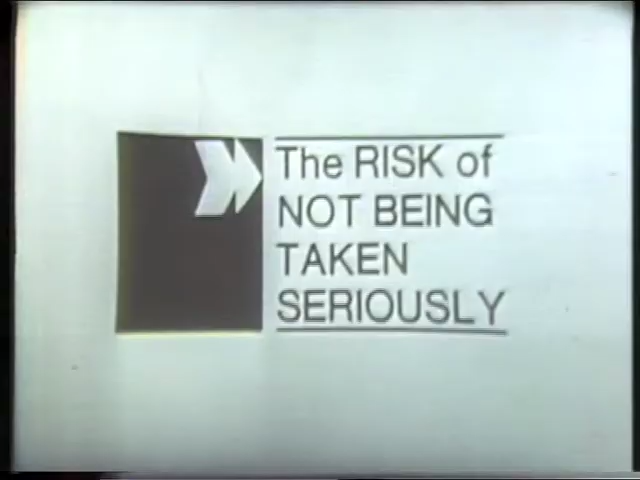 The RISK of
NOT BEING
TAKEN
SERIOUSLY